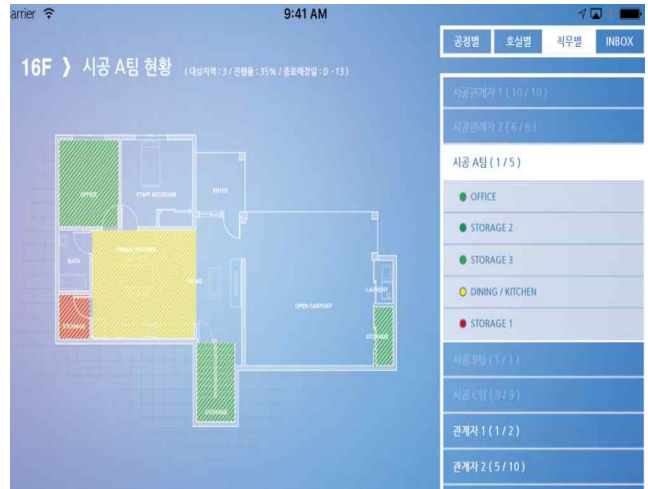 arrier
9:41 AM
공정별 호실별 직무별 INBOX
16F 》 시공 A팀 현황 ( 대상지역 : 3 / 진행율 : 35% / 종료예정일 : D - 13 )
시공관계자 1 ( 10 / 10 )
시공관계자 2 ( 6 / 6 )
시공 A팀 ( 1 / 5 )
OFFICE
STORAGE 2
STORAGE 3
DINING / KITCHEN
STORAGE 1
시공 B팀 ( 1 / 1 )
시공 C팀 ( 9 / 9 )
관계자 1 ( 1 / 2 )
관계자 2 ( 5 / 10 )
OFFICE
STAFF BEDROOM
ENTRY
BATH
DINING / KITCHEN
LIVING
LAUNDRY
OPEN CARPORT
STORAGE
STORAGE
STORAGE